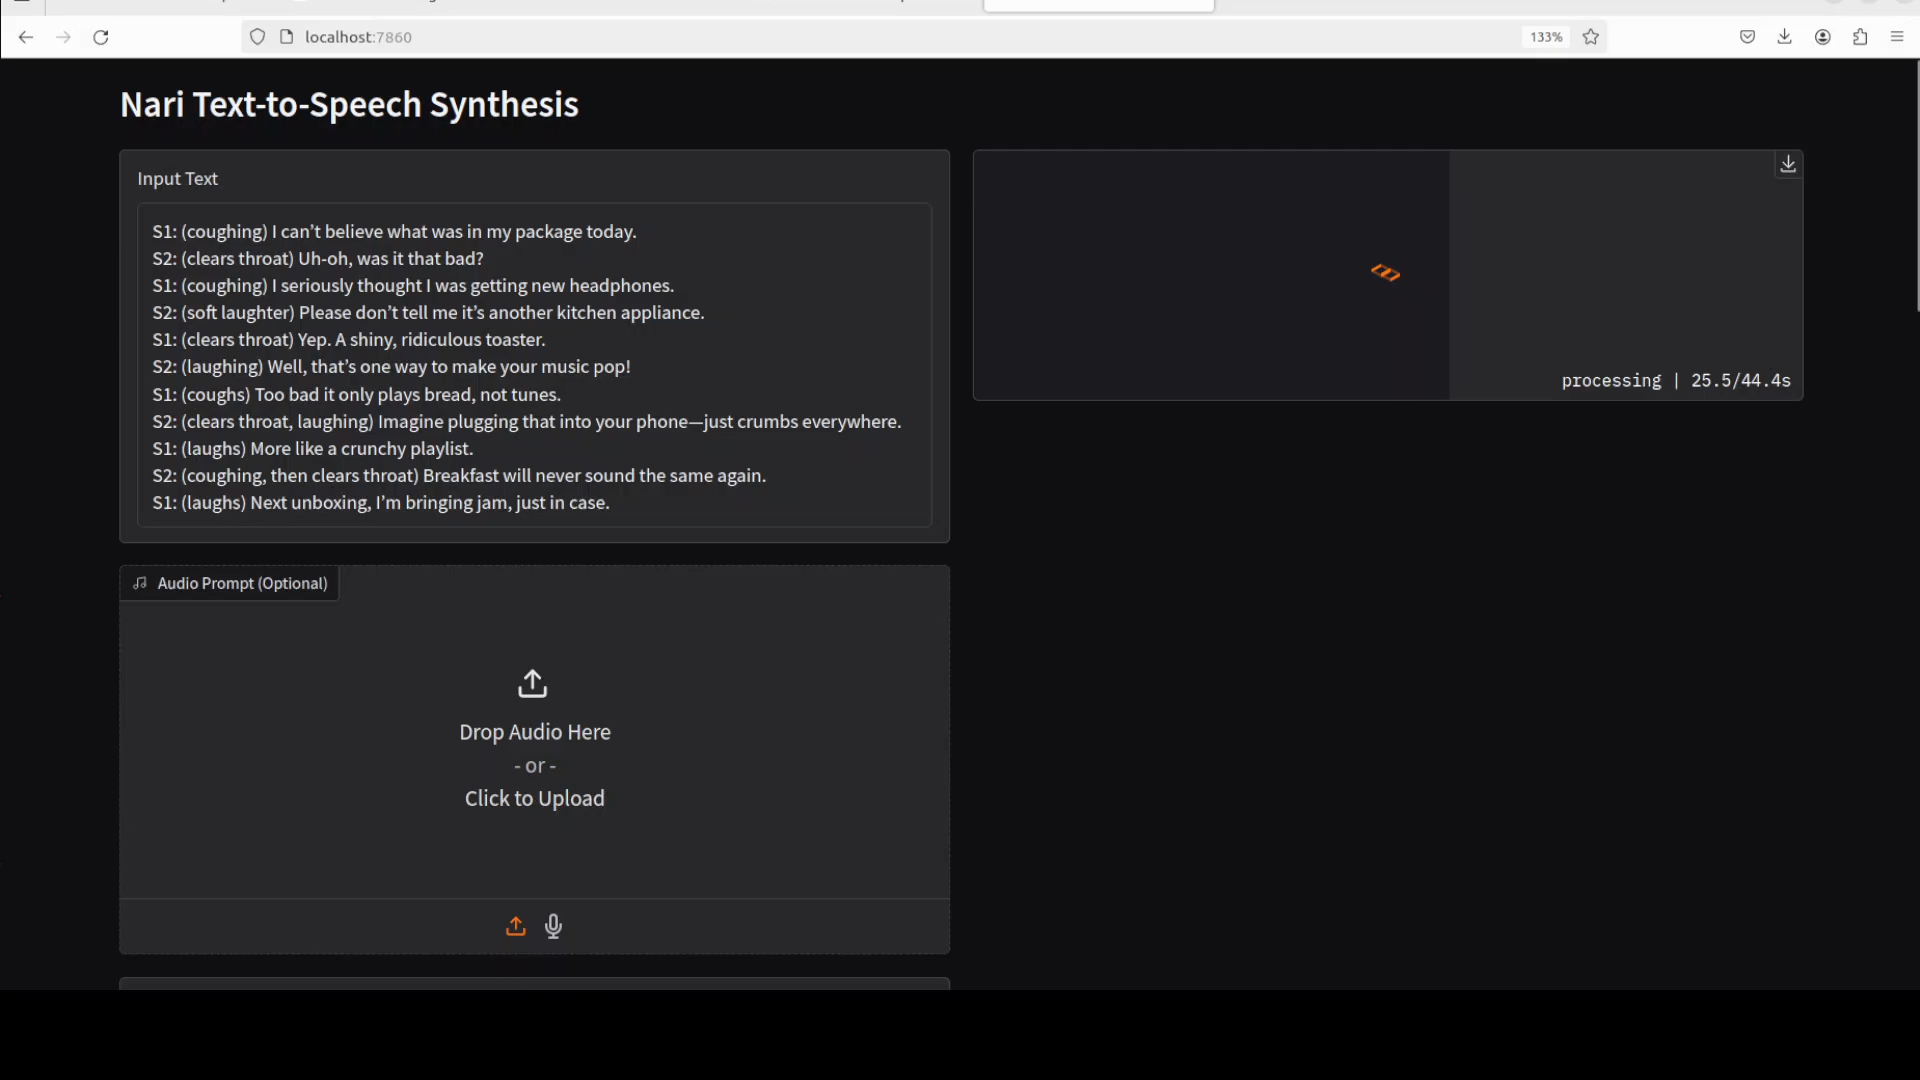 localhost:7860
133%
Nari Text-to-Speech Synthesis
Input Text
S1: (coughing) I can’t believe what was in my package today.
S2: (clears throat) Uh-oh, was it that bad?
S1: (coughing) I seriously thought I was getting new headphones.
S2: (soft laughter) Please don’t tell me it’s another kitchen appliance.
S1: (clears throat) Yep. A shiny, ridiculous toaster.
S2: (laughing) Well, that’s one way to make your music pop!
S1: (coughs) Too bad it only plays bread, not tunes.
S2: (clears throat, laughing) Imagine plugging that into your phone—just crumbs everywhere.
S1: (laughs) More like a crunchy playlist.
S2: (coughing, then clears throat) Breakfast will never sound the same again.
S1: (laughs) Next unboxing, I’m bringing jam, just in case.
processing | 25.5/44.4s
Audio Prompt (Optional)
Drop Audio Here
- or -
Click to Upload